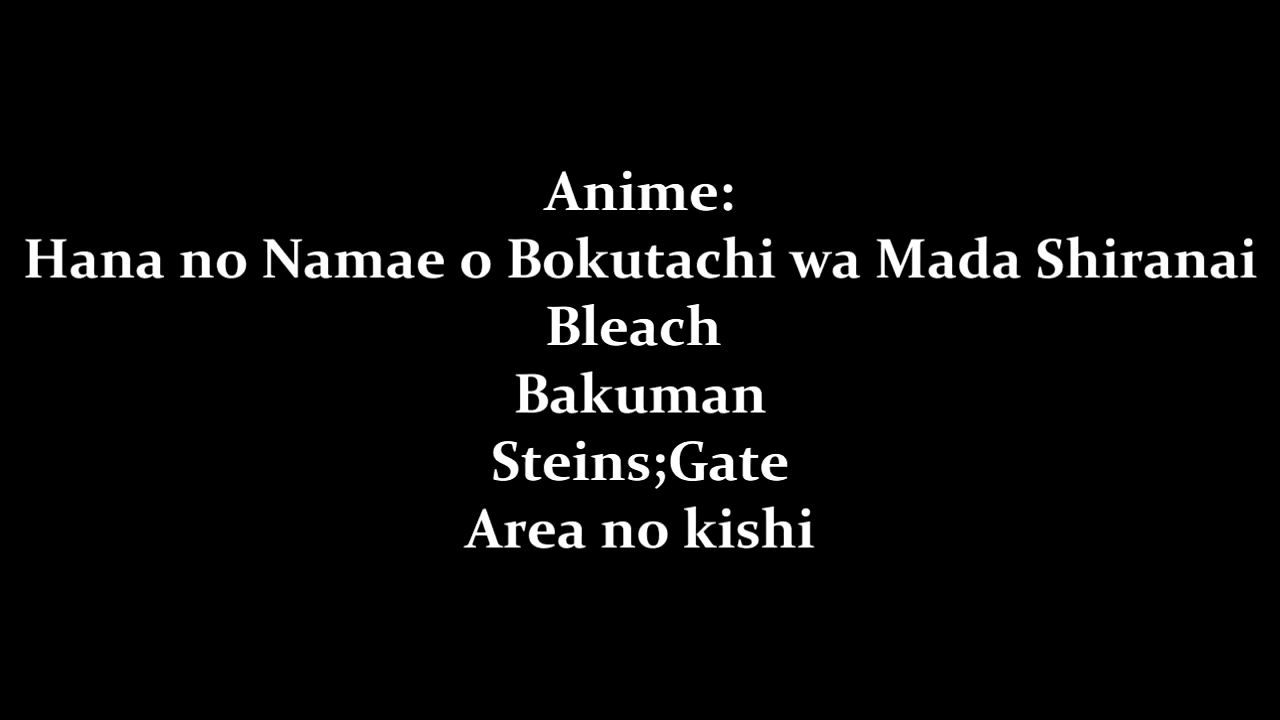 Anime:
Hana no Namae o Bokutachi wa Mada Shiranai
Bleach
Bakuman
Steins;Gate
Area no kishi